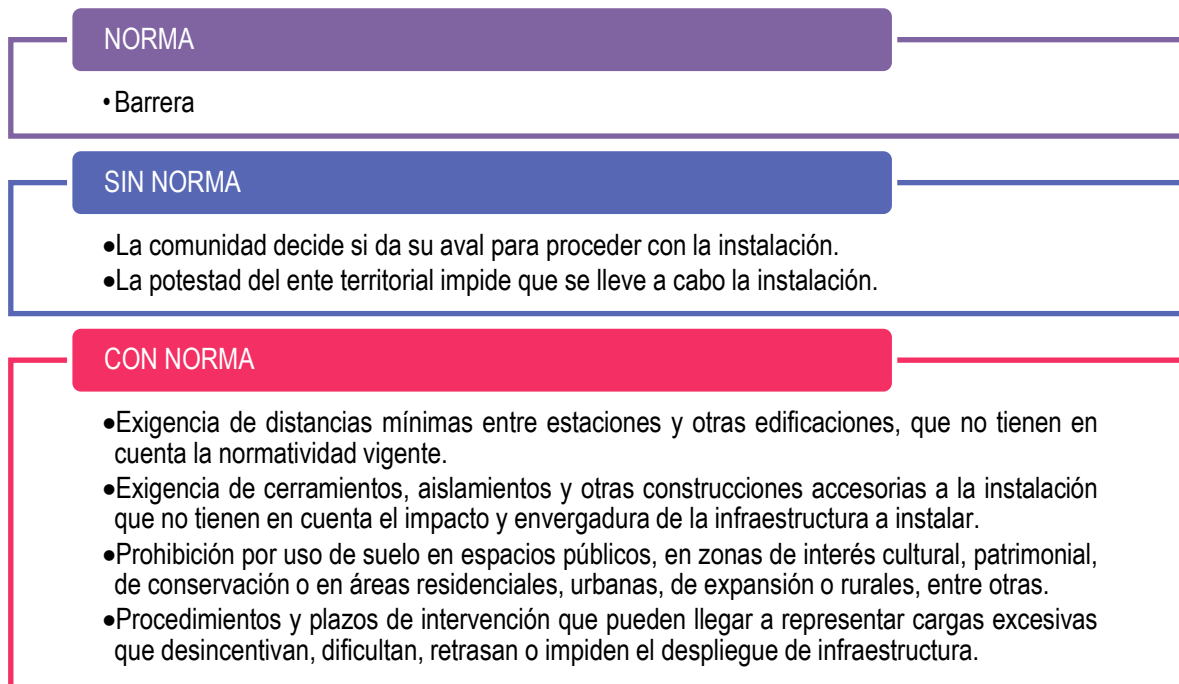 NORMA
•Barrera
SIN NORMA
•La comunidad decide si da su aval para proceder con la instalación.
•La potestad del ente territorial impide que se lleve a cabo la instalación.
CON NORMA
•Exigencia de distancias mínimas entre estaciones y otras edificaciones, que no tienen en
cuenta la normatividad vigente.
•Exigencia de cerramientos, aislamientos y otras construcciones accesorias a la instalación
que no tienen en cuenta el impacto y envergadura de la infraestructura a instalar.
•Prohibición por uso de suelo en espacios públicos, en zonas de interés cultural, patrimonial,
de conservación o en áreas residenciales, urbanas, de expansión o rurales, entre otras.
•Procedimientos y plazos de intervención que pueden llegar a representar cargas excesivas
que desincentivan, dificultan, retrasan o impiden el despliegue de infraestructura.